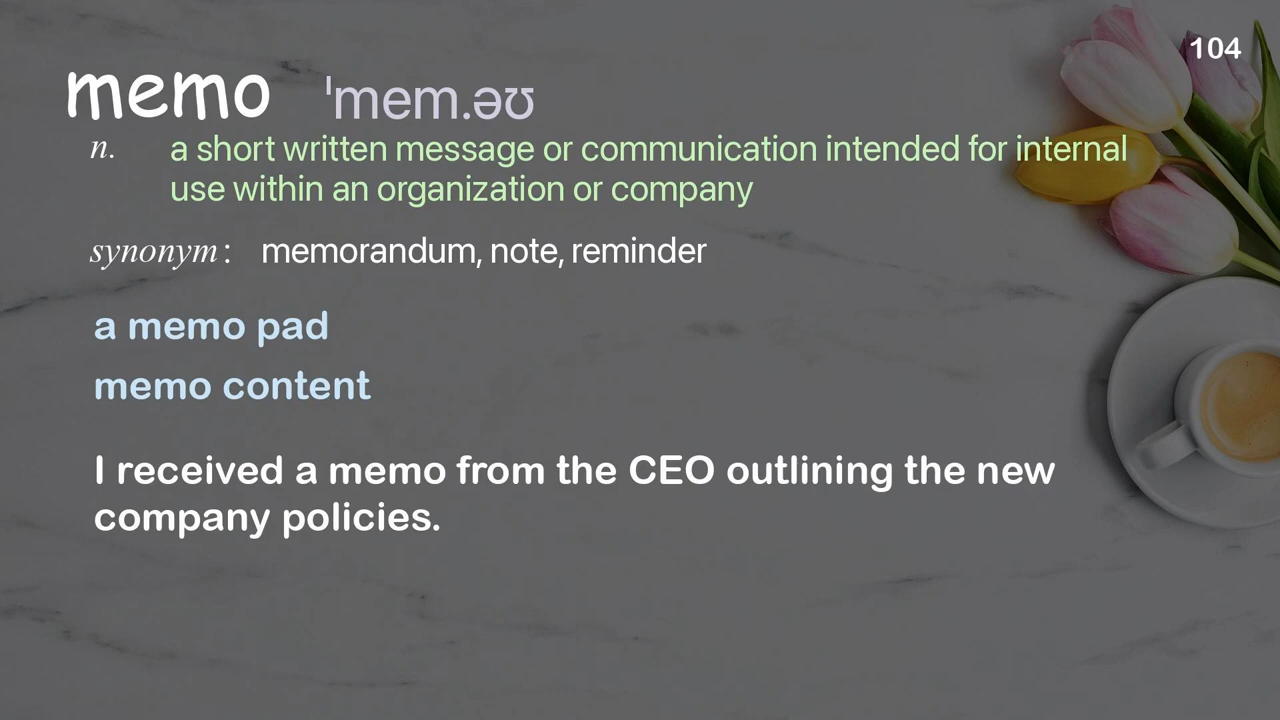 104
memo ˈmem.əʊ
n. a short written message or communication intended for internal
use within an organization or company
synonym: memorandum, note, reminder
a memo pad
memo content
I received a memo from the CEO outlining the new
company policies.